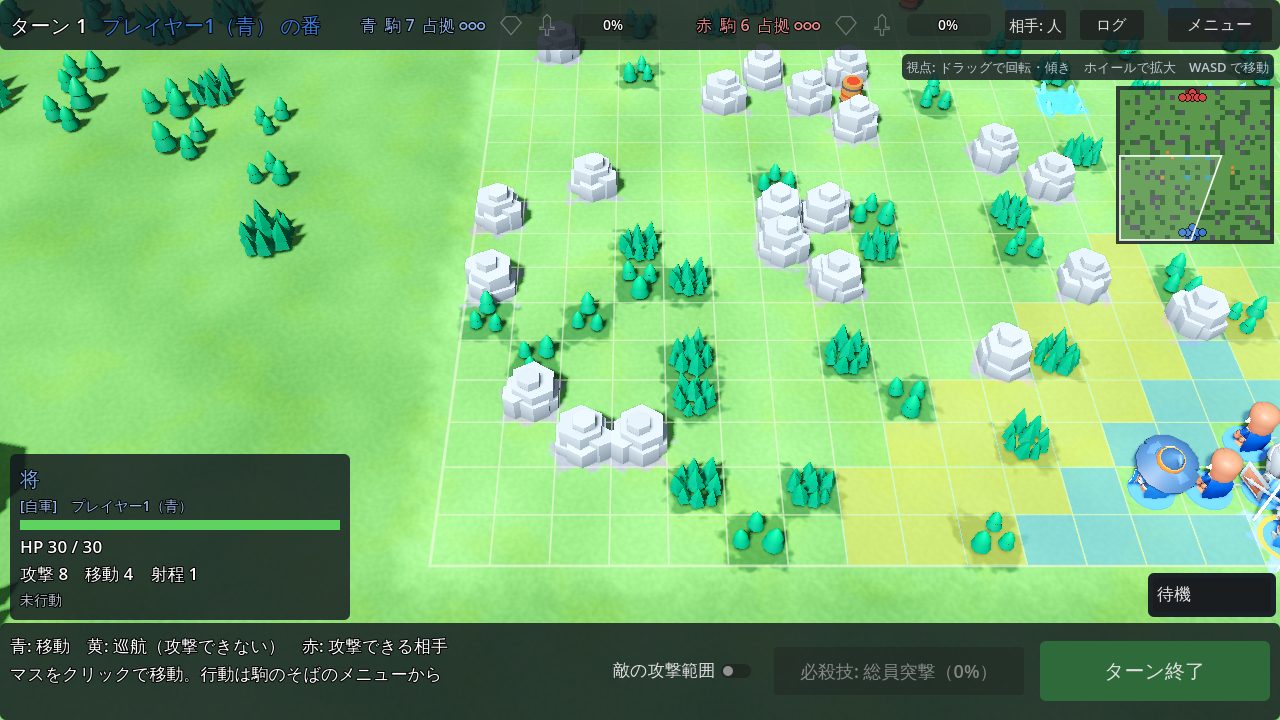 ターン 1 プレイヤー1（青） の番 青 駒 7 占拠 ○○○ 0% 赤 駒 6 占拠 ○○○ 0% 相手: 人 ログ メニュー
視点: ドラッグで回転・傾き ホイールで拡大 WASD で移動
将
[自軍] プレイヤー1（青）
HP 30 / 30
攻撃 8 移動 4 射程 1
未行動
待機
青: 移動 黄: 巡航（攻撃できない） 赤: 攻撃できる相手
マスをクリックで移動。行動は駒のそばのメニューから
敵の攻撃範囲
必殺技: 総員突撃（0%）
ターン終了